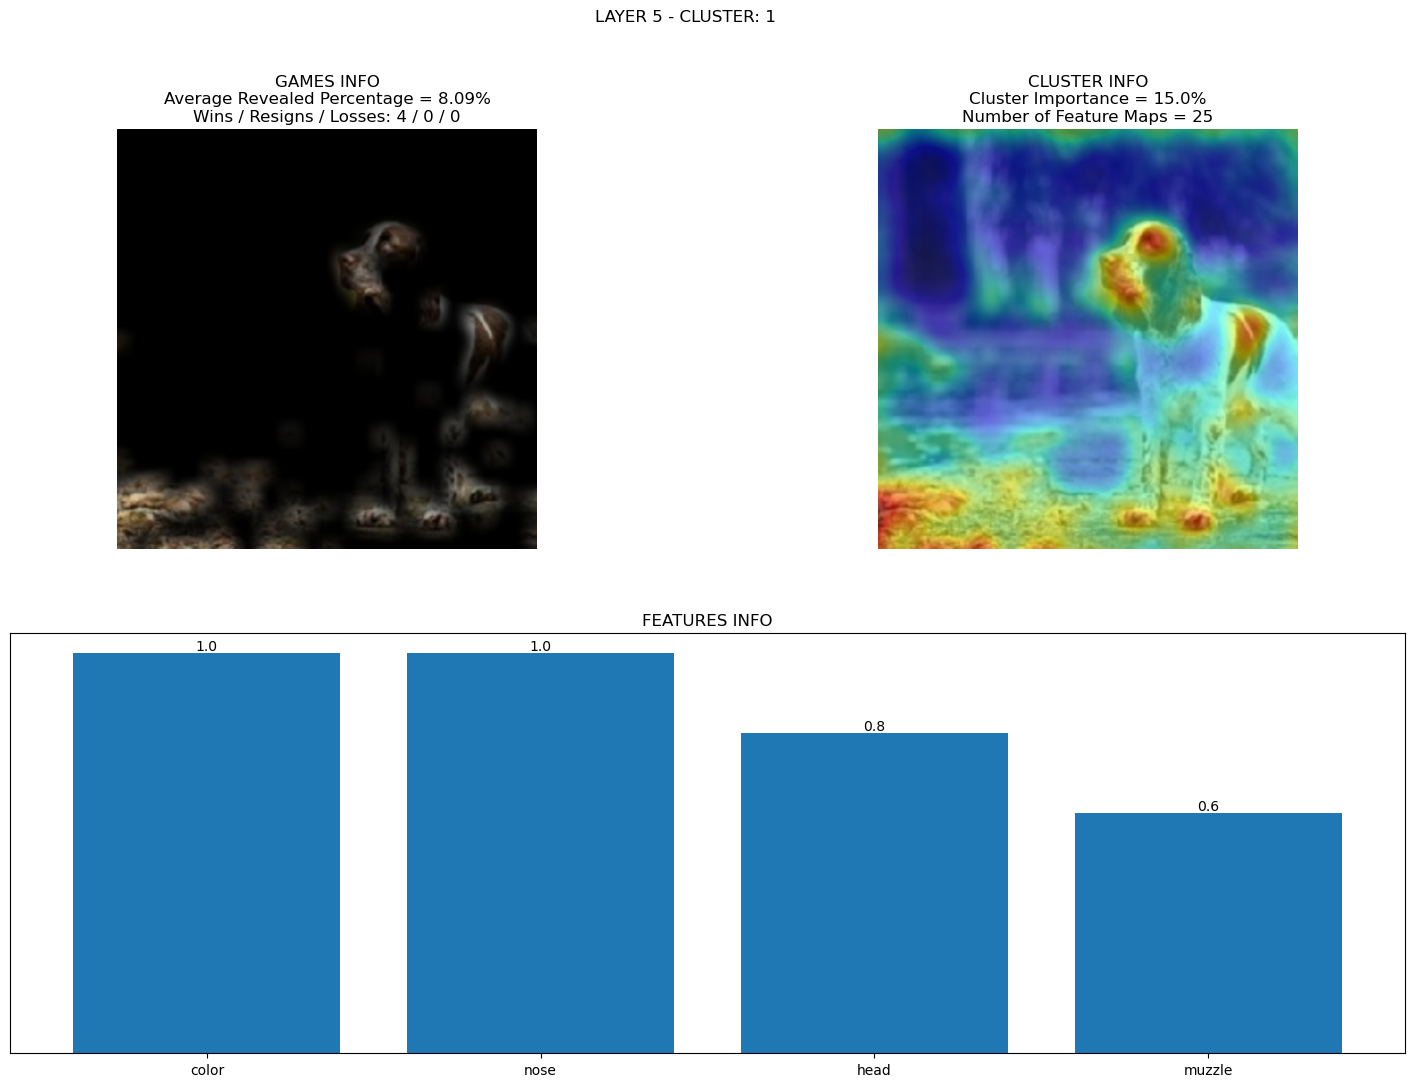 LAYER 5 - CLUSTER: 1
GAMES INFO
Average Revealed Percentage = 8.09%
Wins / Resigns / Losses: 4 / 0 / 0
CLUSTER INFO
Cluster Importance = 15.0%
Number of Feature Maps = 25
FEATURES INFO
1.0
1.0
0.8
0.6
color
nose
head
muzzle